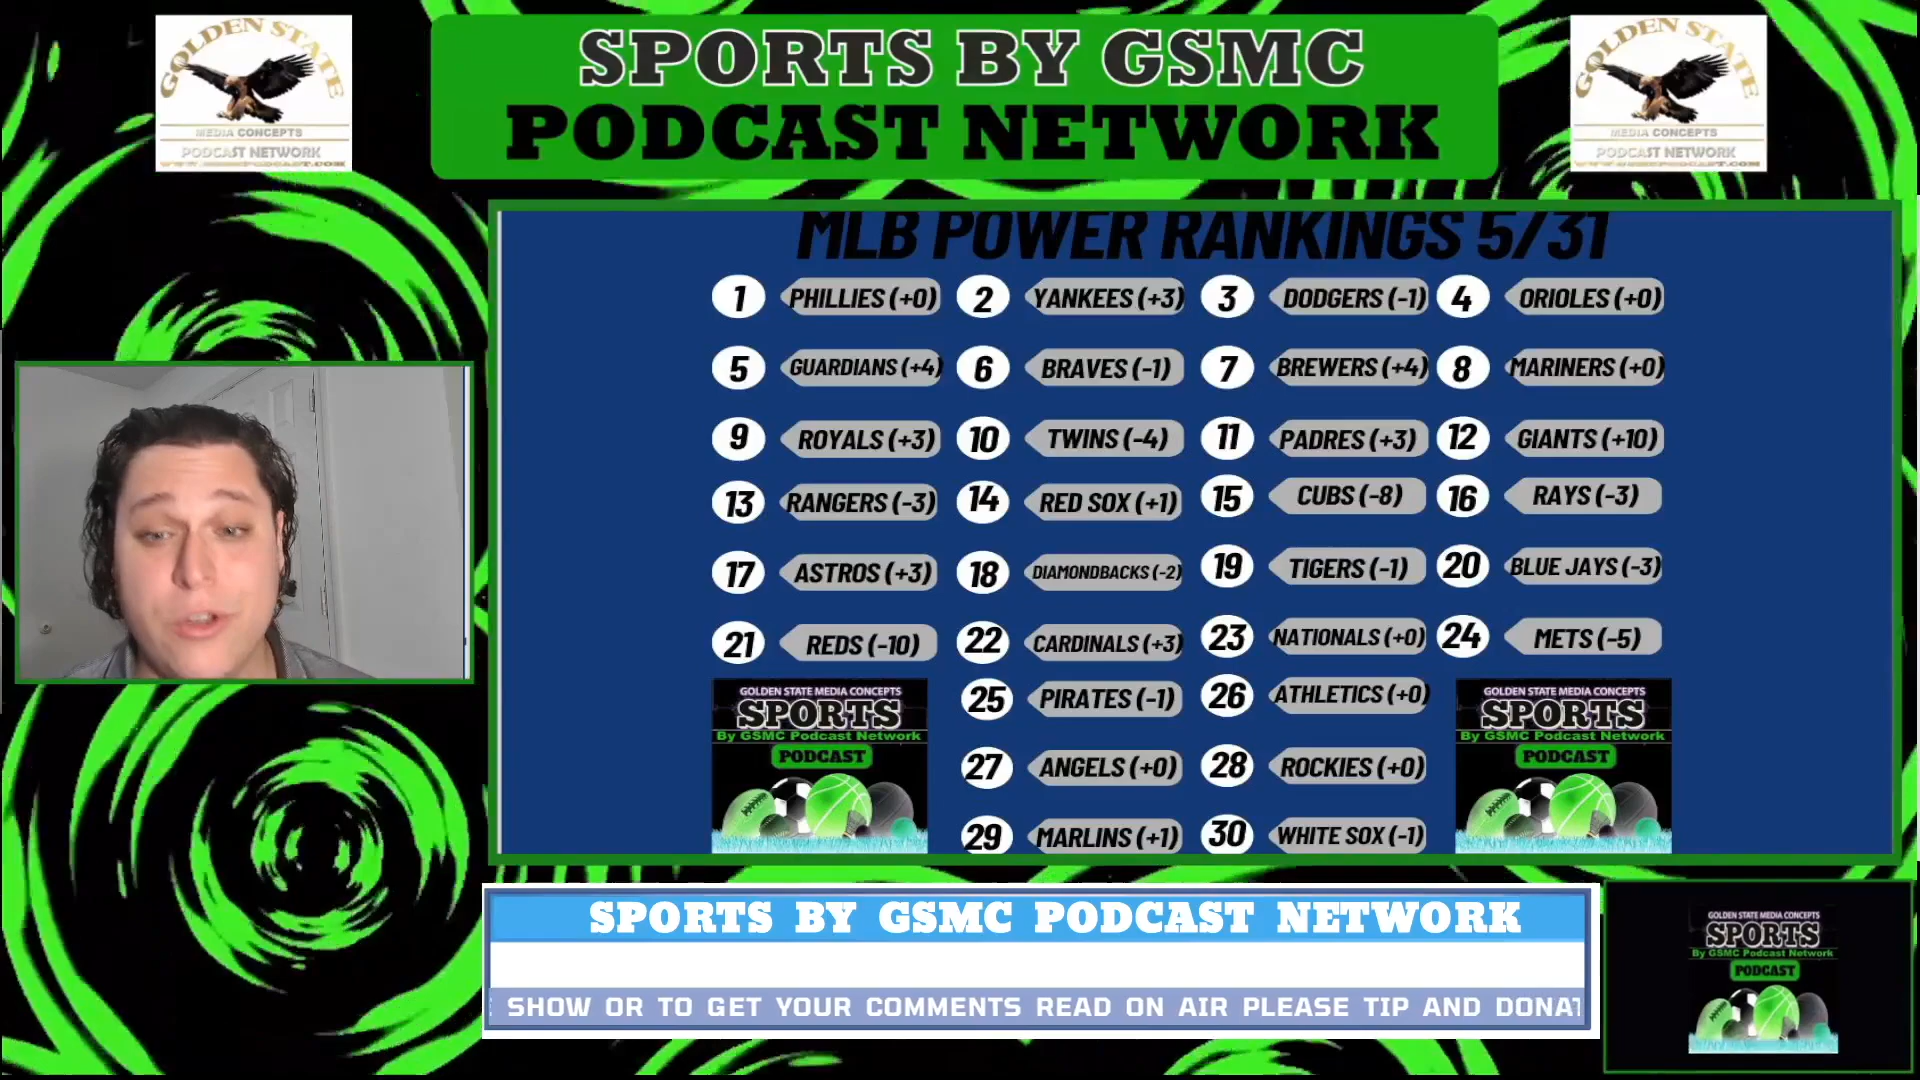 GOLDEN STATE
MEDIA CONCEPTS
PODCAST NETWORK
WWW.GSMCPODCAST.COM
SPORTS BY GSMC
PODCAST NETWORK
GOLDEN STATE
MEDIA CONCEPTS
PODCAST NETWORK
WWW.GSMCPODCAST.COM
MLB POWER RANKINGS 5/31
1 PHILLIES (+0) 2 YANKEES (+3) 3 DODGERS (-1) 4 ORIOLES (+0)
5 GUARDIANS (+4) 6 BRAVES (-1) 7 BREWERS (+4) 8 MARINERS (+0)
9 ROYALS (+3) 10 TWINS (-4) 11 PADRES (+3) 12 GIANTS (+10)
13 RANGERS (-3) 14 RED SOX (+1) 15 CUBS (-8) 16 RAYS (-3)
17 ASTROS (+3) 18 DIAMONDBACKS (-2) 19 TIGERS (-1) 20 BLUE JAYS (-3)
21 REDS (-10) 22 CARDINALS (+3) 23 NATIONALS (+0) 24 METS (-5)
25 PIRATES (-1) 26 ATHLETICS (+0)
27 ANGELS (+0) 28 ROCKIES (+0)
29 MARLINS (+1) 30 WHITE SOX (-1)
GOLDEN STATE MEDIA CONCEPTS
SPORTS
By GSMC Podcast Network
PODCAST
GOLDEN STATE MEDIA CONCEPTS
SPORTS
By GSMC Podcast Network
PODCAST
SPORTS BY GSMC PODCAST NETWORK
SHOW OR TO GET YOUR COMMENTS READ ON AIR PLEASE TIP AND DONAT
GOLDEN STATE MEDIA CONCEPTS
SPORTS
By GSMC Podcast Network
PODCAST